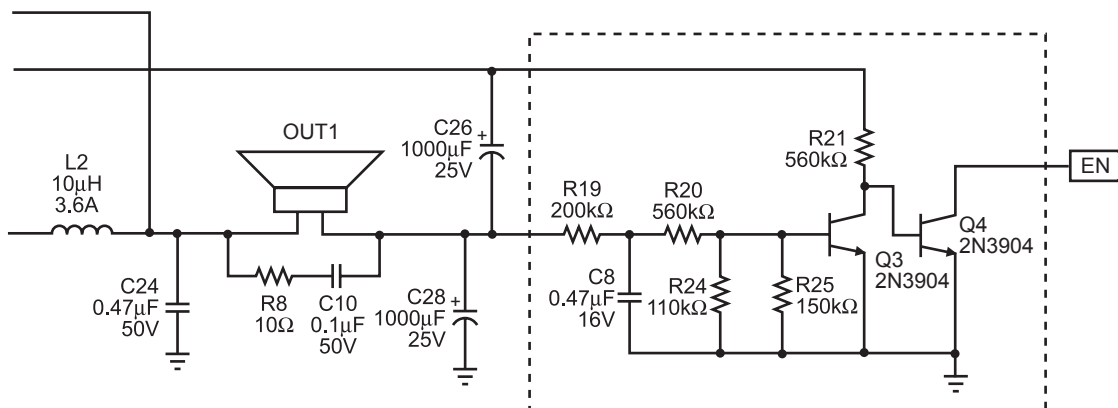 OUT1
L2
10µH
3.6A
C26
+
1000µF
25V
R21
560kΩ
EN
R19
200kΩ
R20
560kΩ
Q4
2N3904
Q3
2N3904
C24
0.47µF
50V
R8
10Ω
C10
0.1µF
50V
C28
+
1000µF
25V
C8
0.47µF
16V
R24
110kΩ
R25
150kΩ